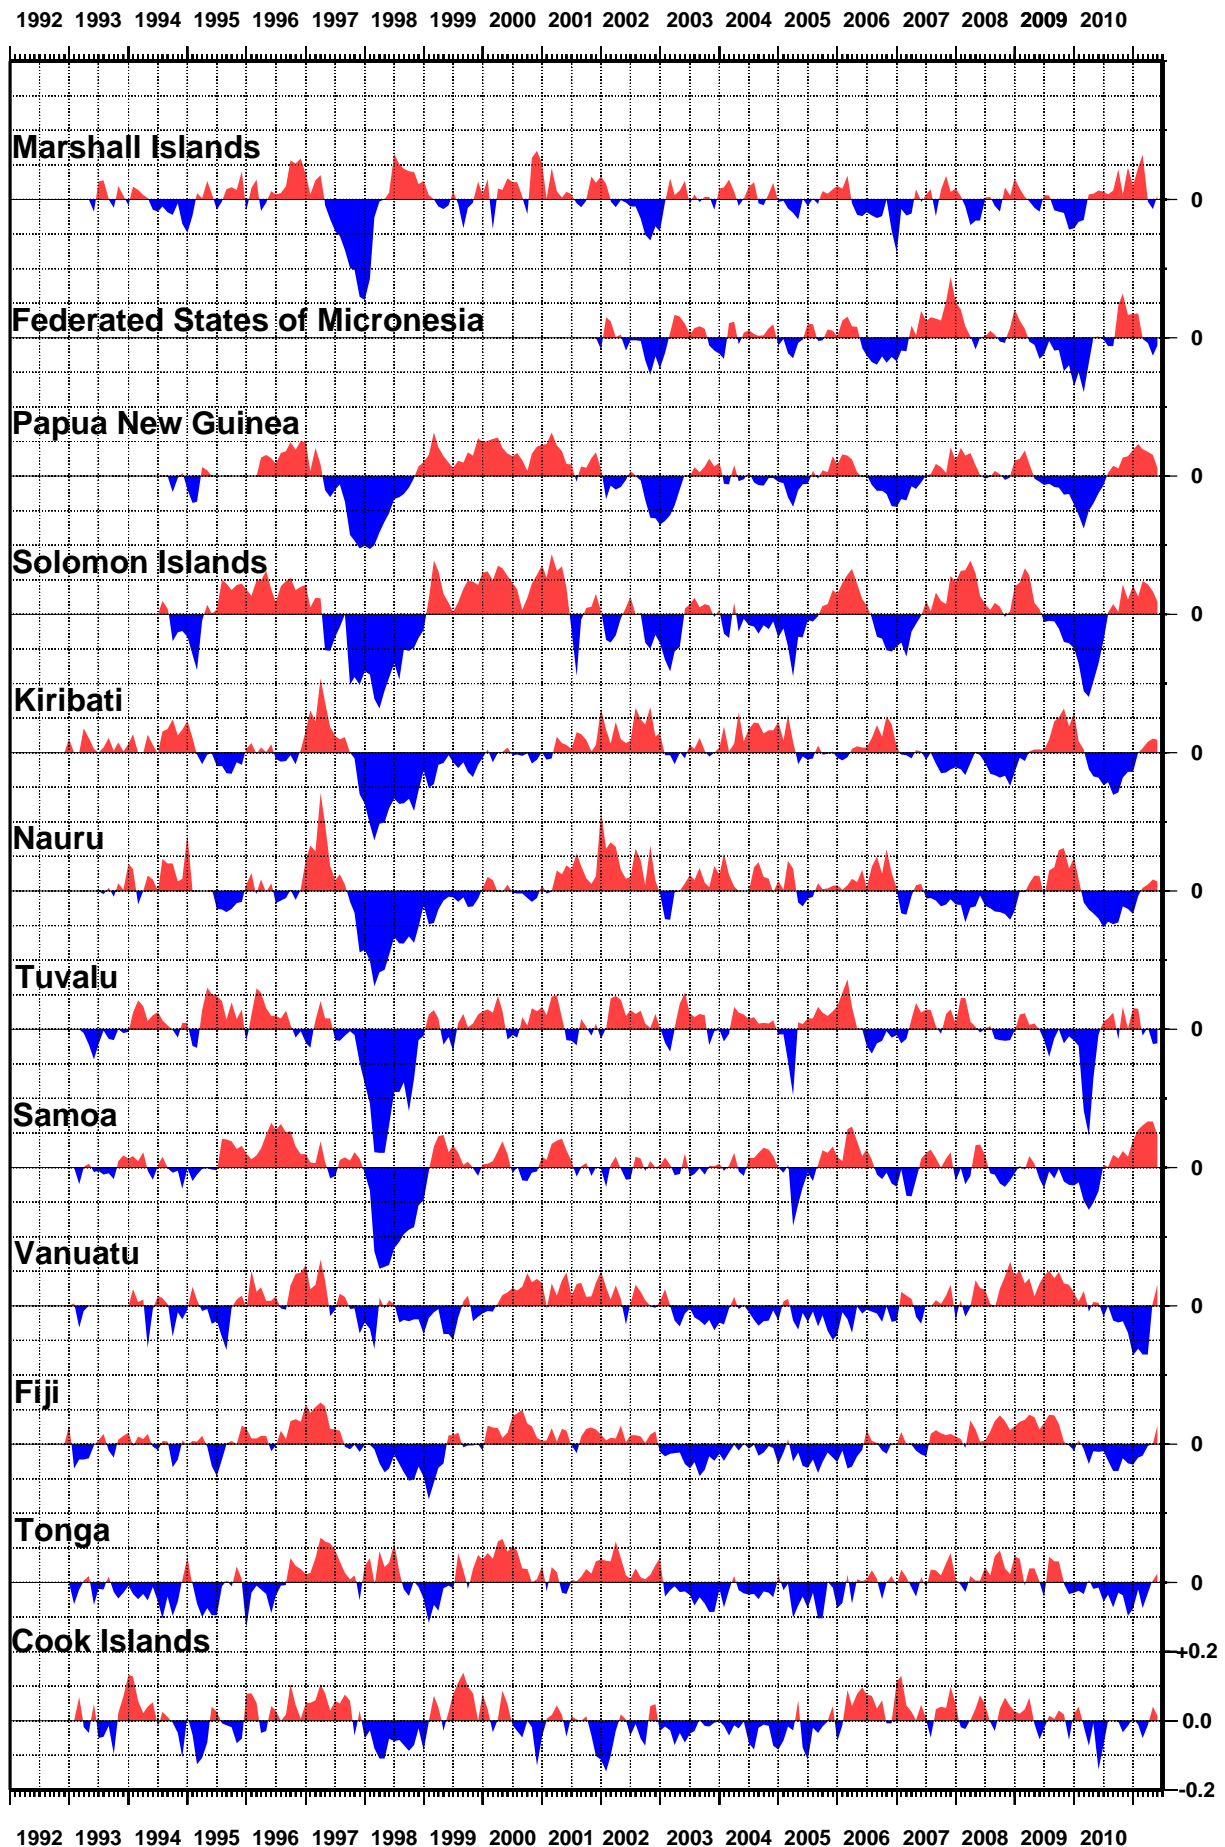 1992 1993 1994 1995 1996 1997 1998 1999 2000 2001 2002 2003 2004 2005 2006 2007 2008 2009 2010
Marshall Islands
0
Federated States of Micronesia
0
Papua New Guinea
0
Solomon Islands
0
Kiribati
0
Nauru
0
Tuvalu
0
Samoa
0
Vanuatu
0
Fiji
0
Tonga
0
Cook Islands
+0.2
0.0
-0.2
1992 1993 1994 1995 1996 1997 1998 1999 2000 2001 2002 2003 2004 2005 2006 2007 2008 2009 2010